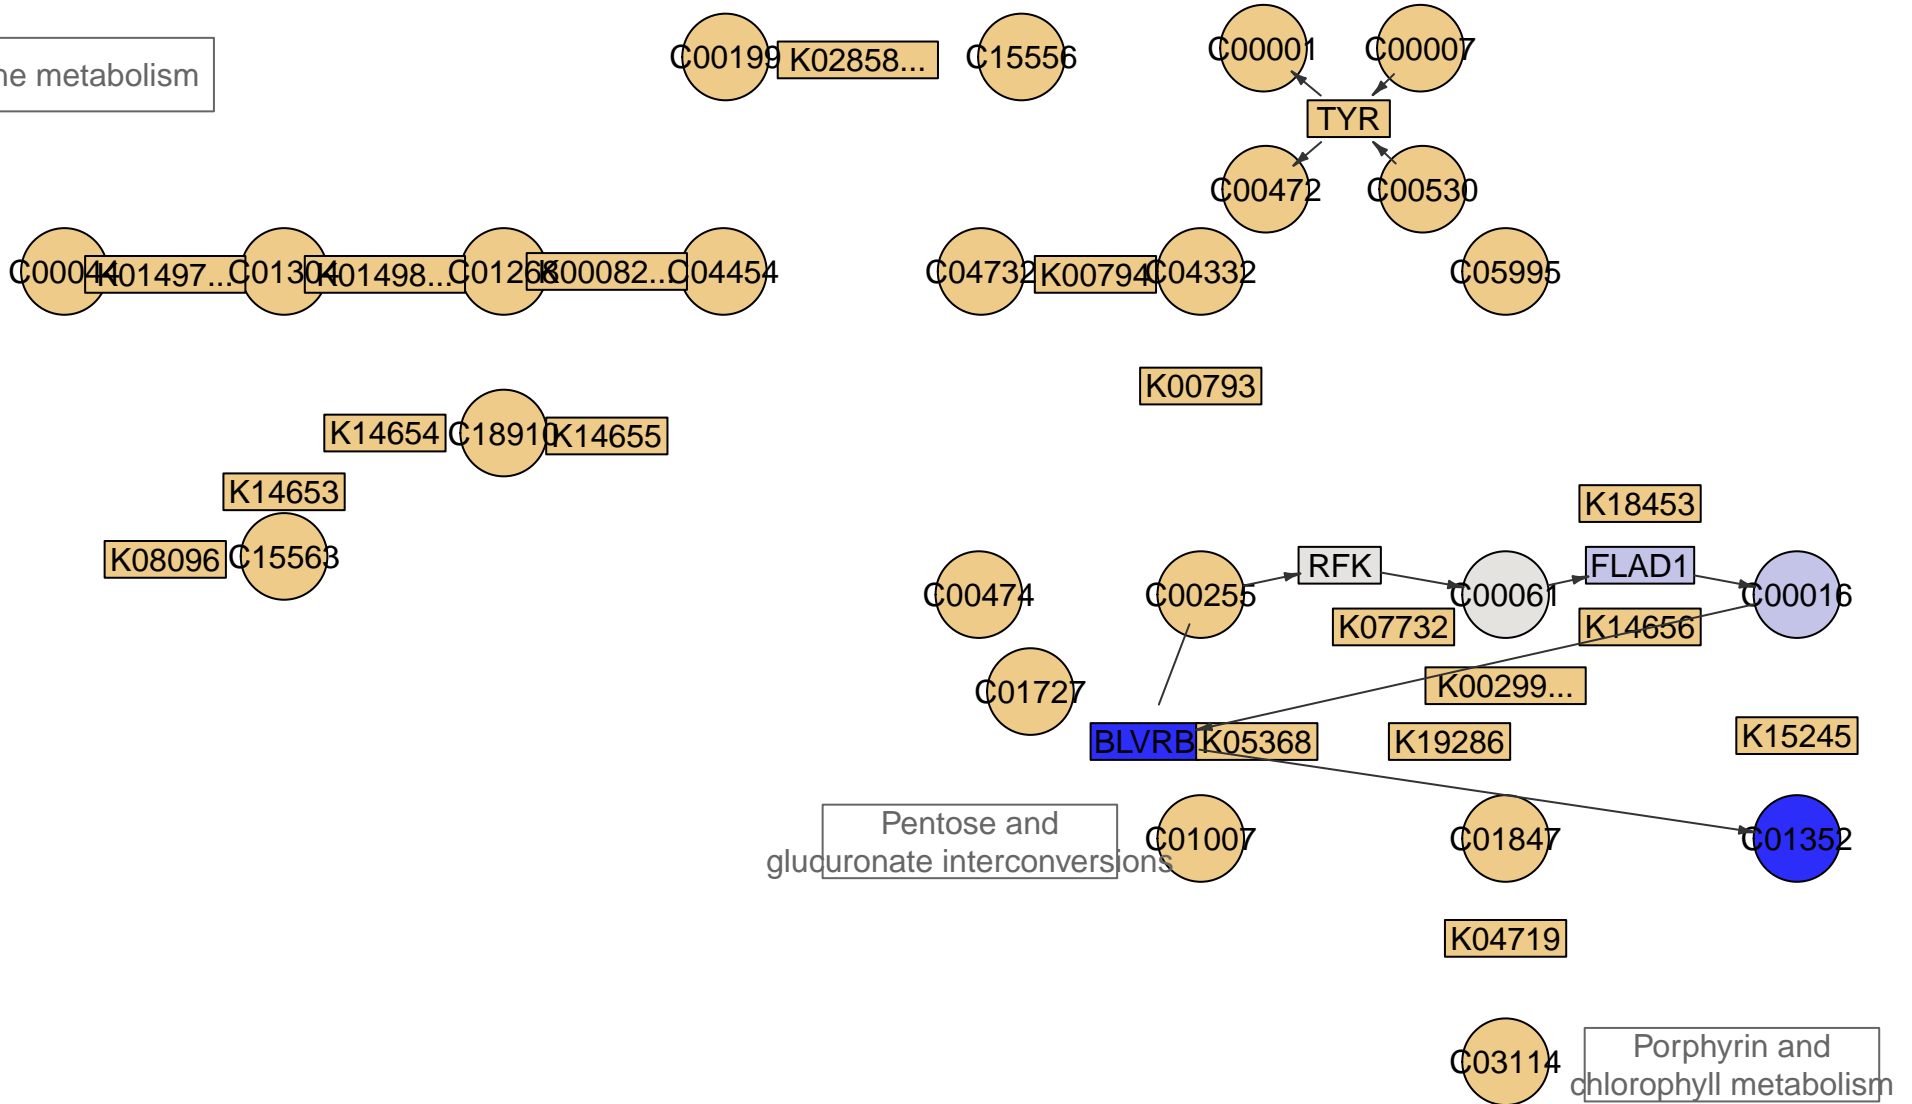 ne metabolism
C00199
K02858...
C15556
C00001
C00007
TYR
C00472
C00530
C00044
K01497...
C01304
K01498...
C01268
K00082...
C04454
C04732
K00794
C04332
C05995
K00793
K14654
C18910
K14655
K14653
K08096
C15563
K18453
C00474
C00255
RFK
C00061
FLAD1
C00016
K07732
K14656
C01727
K00299...
BLVRB
K05368
K19286
K15245
Pentose and
glucuronate interconversions
C01007
C01847
C01352
K04719
C03114
Porphyrin and
chlorophyll metabolism